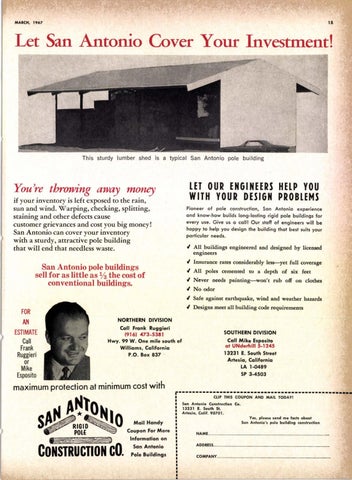 MARCH, 1967
15
Let San Antonio Cover Your Investment!
This sturdy lumber shed is a typical San Antonio pole building
You're throwing away money
if your inventory is left exposed to the rain,
sun and wind. Warping, checking, splitting,
staining and other defects cause
customer grievances and cost you big money!
San Antonio can cover your inventory
with a sturdy, attractive pole building
that will end that needless waste.
San Antonio pole buildings
sell for as little as ½ the cost of
conventional buildings.
LET OUR ENGINEERS HELP YOU
WITH YOUR DESIGN PROBLEMS
Pioneer of pole construction, San Antonio experience
and know-how builds long-lasting rigid pole buildings for
every use. Give us a call! Our staff of engineers will be
happy to help you design the building that best suits your
particular needs.
✓ All buildings engineered and designed by licensed
engineers
✓ Insurance rates considerably less—yet full coverage
✓ All poles cemented to a depth of six feet
✓ Never needs painting—won't rub off on clothes
✓ No odor
✓ Safe against earthquake, wind and weather hazards
✓ Designs meet all building code requirements
FOR
AN
ESTIMATE
Call
Frank
Ruggieri
or
Mike
Esposito
NORTHERN DIVISION
Call Frank Ruggieri
(916) 473-5381
Hwy. 99 W. One mile south of
Williams, California
P.O. Box 837
SOUTHERN DIVISION
Call Mike Esposito
at UNderhill 5-1245
12231 E. South Street
Artesia, California
LA 1-0489
SP 3-4503
maximum protection at minimum cost with
SAN ANTONIO
RIGID
POLE
CONSTRUCTION CO.
Mail Handy
Coupon For More
Information on
San Antonio
Pole Buildings
CLIP THIS COUPON AND MAIL TODAY!
San Antonio Construction Co.
12231 E. South St.
Artesia, Calif. 90701.
Yes, please send me facts about
San Antonio's pole building construction
NAME
ADDRESS
COMPANY